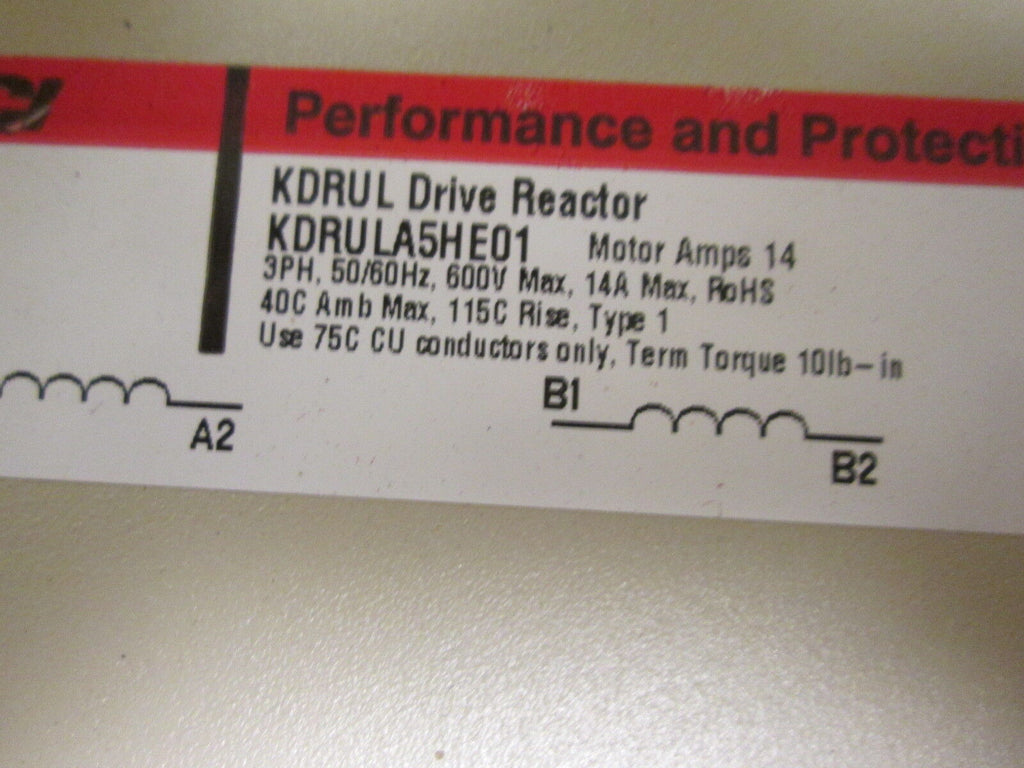 Performance and Protecti
KDRUL Drive Reactor
KDRULA5HE01 Motor Amps 14
3PH, 50/60Hz, 600V Max, 14A Max, RoHS
40C Amb Max, 115C Rise, Type 1
Use 75C CU conductors only, Term Torque 10lb-in
B1
A2
B2